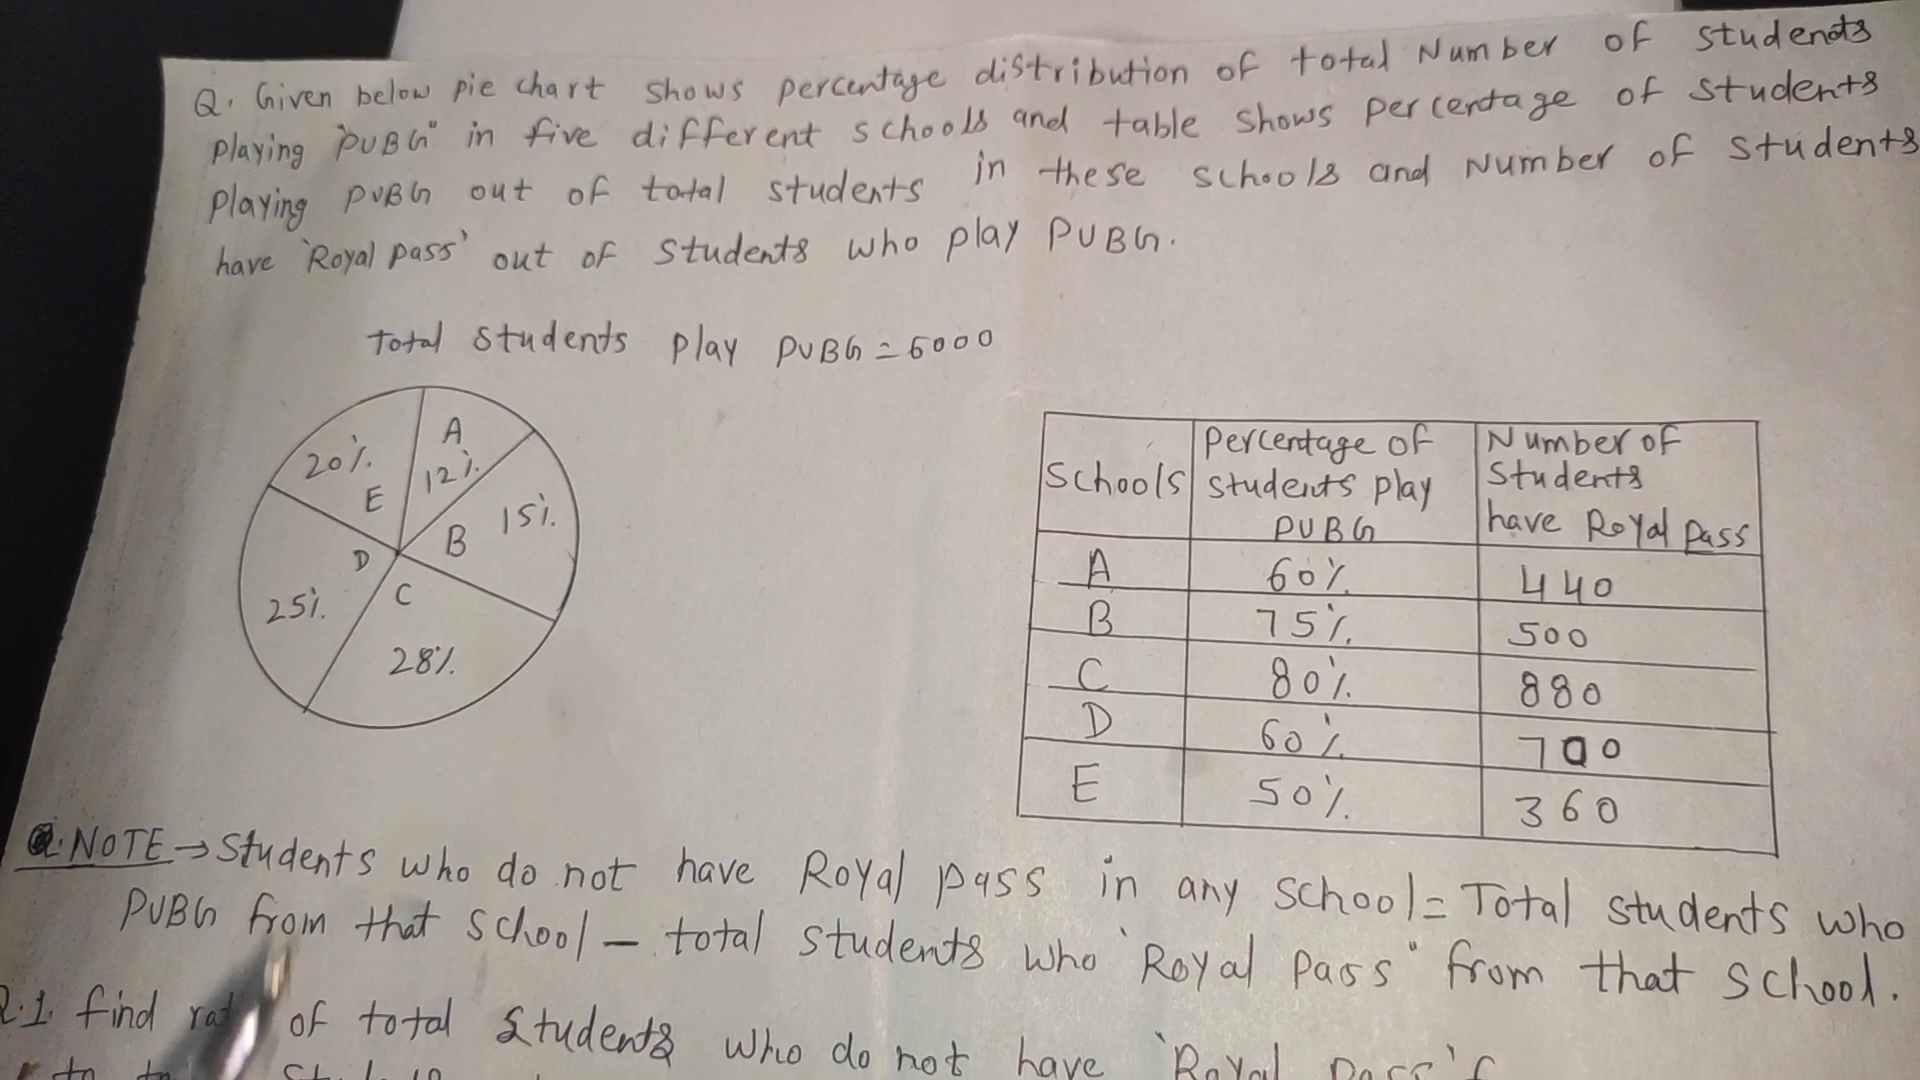 Q. Given below pie chart shows percentage distribution of total Number of students
playing "PUBG" in five different schools and table shows percentage of students
playing PUBG out of total students in these schools and Number of students
have 'Royal pass' out of students who play PUBG.
Total students play PUBG = 6000
20%
E
A
12%
B
15%
D
25%
C
28%
Schools Percentage of students play PUBG Number of Students have Royal pass
A 60% 440
B 75% 500
C 80% 880
D 60% 700
E 50% 360
Q. NOTE → Students who do not have Royal pass in any school = Total students who
PUBG from that school - total students who 'Royal pass' from that school.
Q.1. find of total students who do not have 'Royal pass'